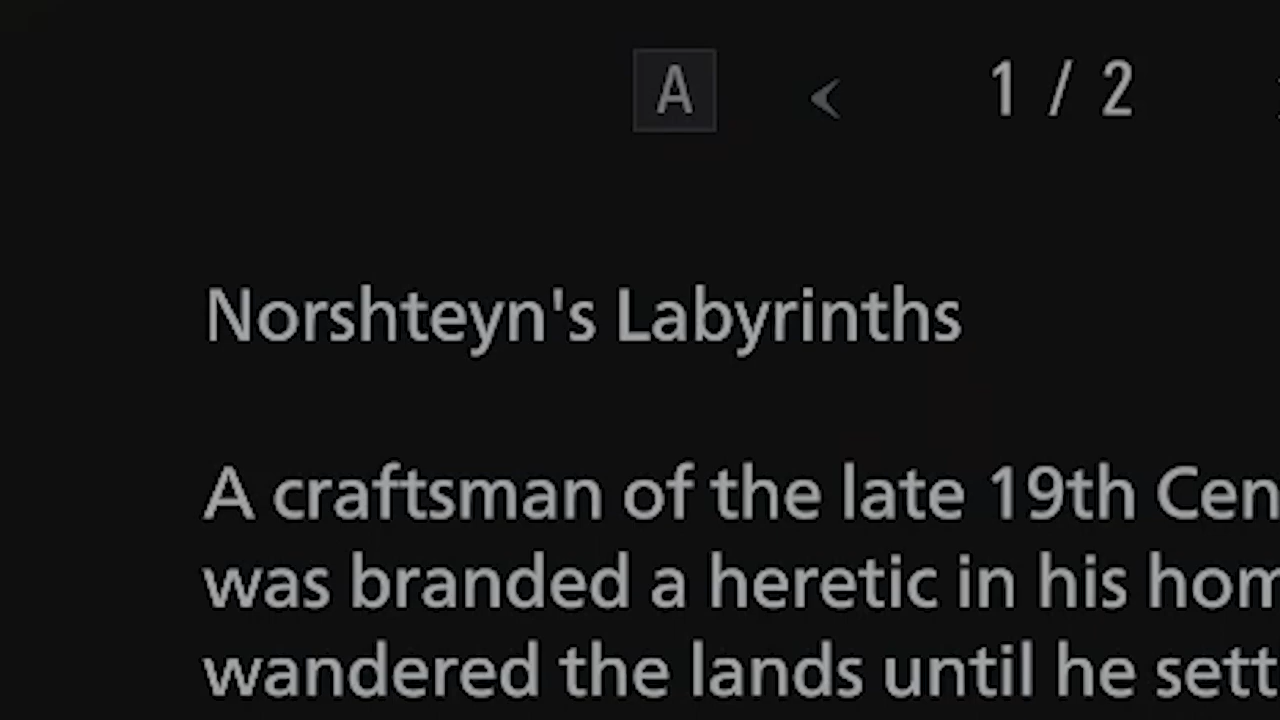 A < 1 / 2
Norshteyn's Labyrinths
A craftsman of the late 19th Cen
was branded a heretic in his hom
wandered the lands until he sett